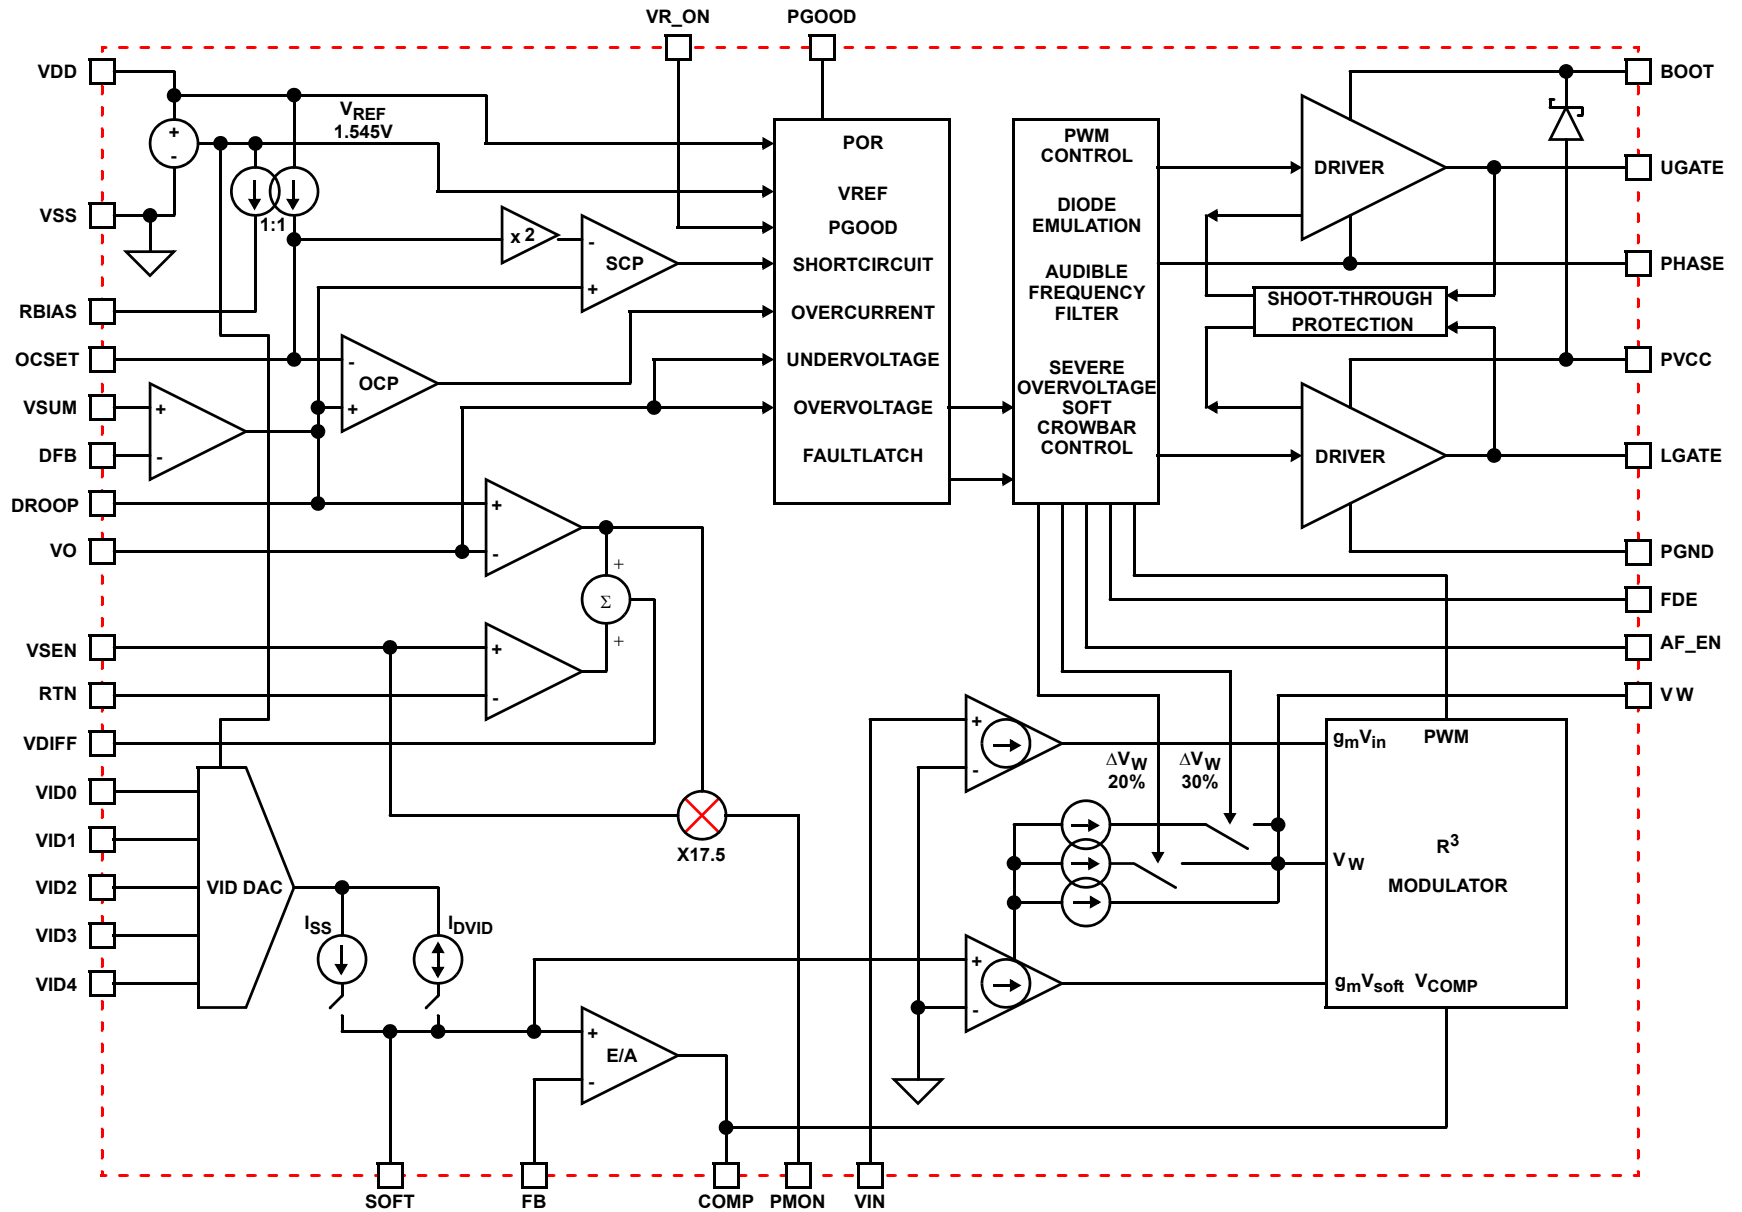 VR_ON
PGOOD
VDD
VSS
RBIAS
OCSET
VSUM
DFB
DROOP
VO
VSEN
RTN
VDIFF
VID0
VID1
VID2
VID3
VID4
+
-
VREF
1.545V
1:1
x 2
-
SCP
+
-
OCP
+
+
-
+
-
+
Σ
+
+
-
X17.5
VID DAC
ISS
IDVID
+
E/A
-
POR
VREF
PGOOD
SHORTCIRCUIT
OVERCURRENT
UNDERVOLTAGE
OVERVOLTAGE
FAULTLATCH
PWM
CONTROL
DIODE
EMULATION
AUDIBLE
FREQUENCY
FILTER
SEVERE
OVERVOLTAGE
SOFT
CROWBAR
CONTROL
DRIVER
SHOOT-THROUGH
PROTECTION
DRIVER
+
-
ΔVW
20%
ΔVW
30%
+
-
gmVin
PWM
VW
R3
MODULATOR
gmVsoft VCOMP
BOOT
UGATE
PHASE
PVCC
LGATE
PGND
FDE
AF_EN
VW
SOFT
FB
COMP
PMON
VIN